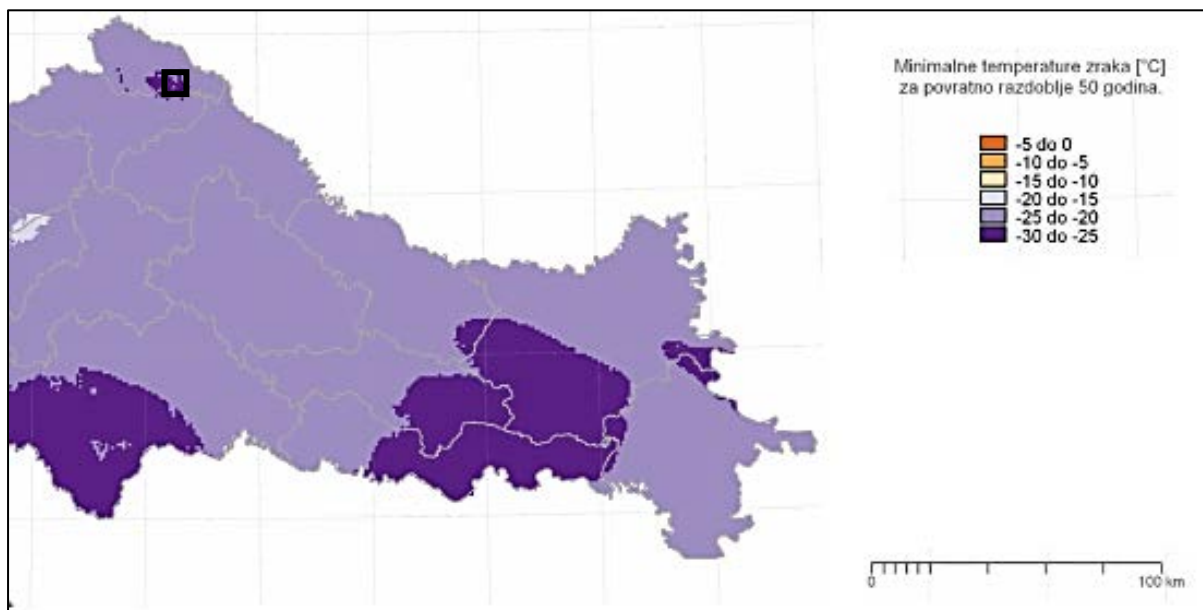 Minimalne temperature zraka [°C]
za povratno razdoblje 50 godina.
-5 do 0
-10 do -5
-15 do -10
-20 do -15
-25 do -20
-30 do -25
0 100 km